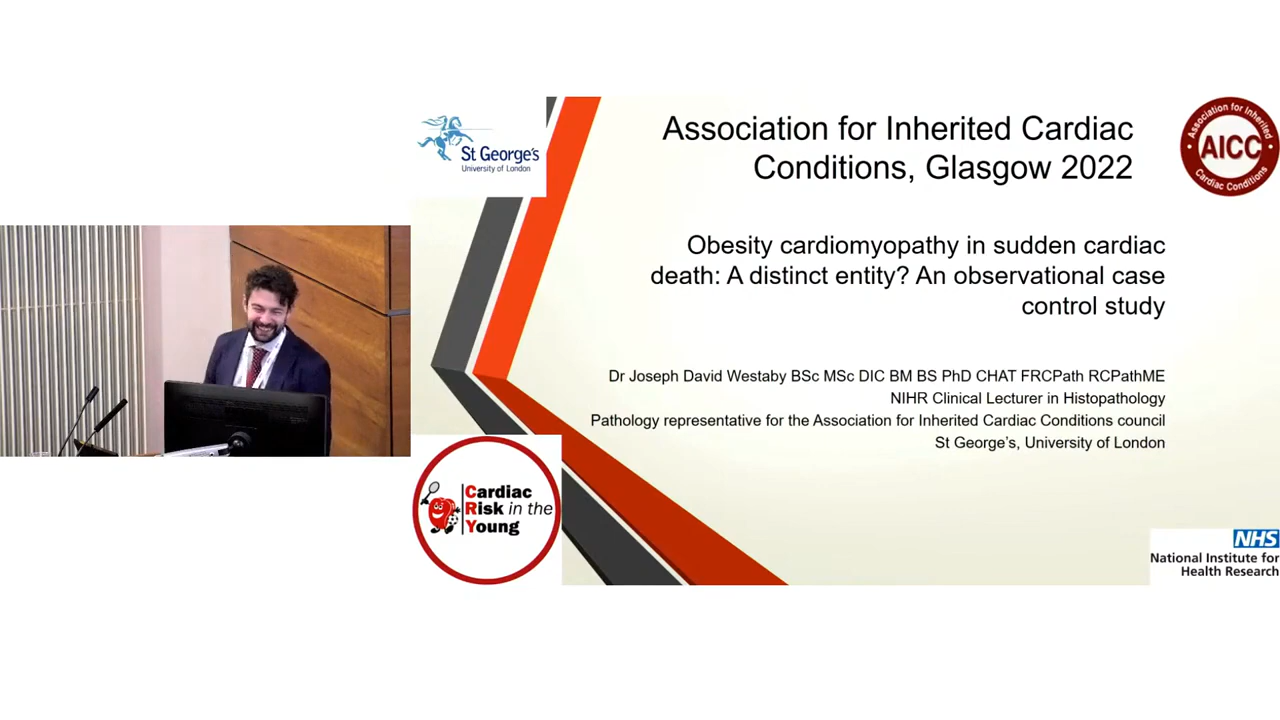 St George's
University of London
Association for Inherited Cardiac
Conditions, Glasgow 2022
Association for Inherited
AICC
Cardiac Conditions
Obesity cardiomyopathy in sudden cardiac
death: A distinct entity? An observational case
control study
Dr Joseph David Westaby BSc MSc DIC BM BS PhD CHAT FRCPath RCPathME
NIHR Clinical Lecturer in Histopathology
Pathology representative for the Association for Inherited Cardiac Conditions council
St George's, University of London
Cardiac
Risk in the
Young
NHS
National Institute for
Health Research